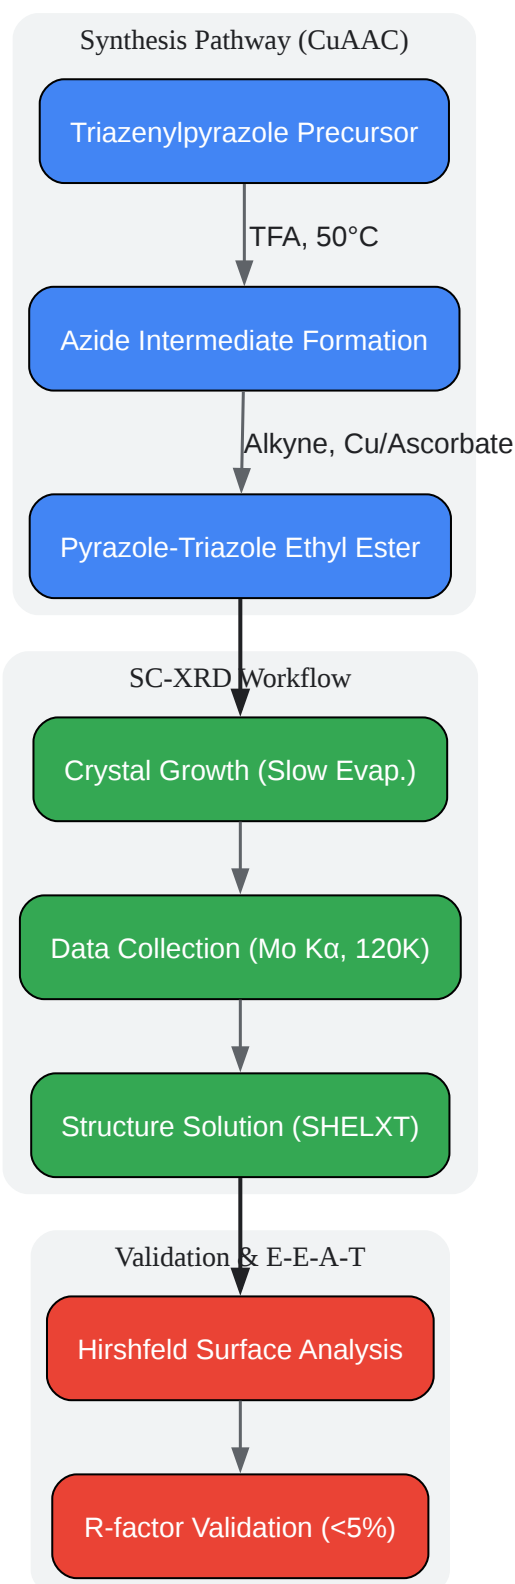 Synthesis Pathway (CuAAC)
Triazenylpyrazole Precursor
TFA, 50°C
Azide Intermediate Formation
Alkyne, Cu/Ascorbate
Pyrazole-Triazole Ethyl Ester
SC-XRD Workflow
Crystal Growth (Slow Evap.)
Data Collection (Mo Kα, 120K)
Structure Solution (SHELXT)
Validation & E-E-A-T
Hirshfeld Surface Analysis
R-factor Validation (<5%)